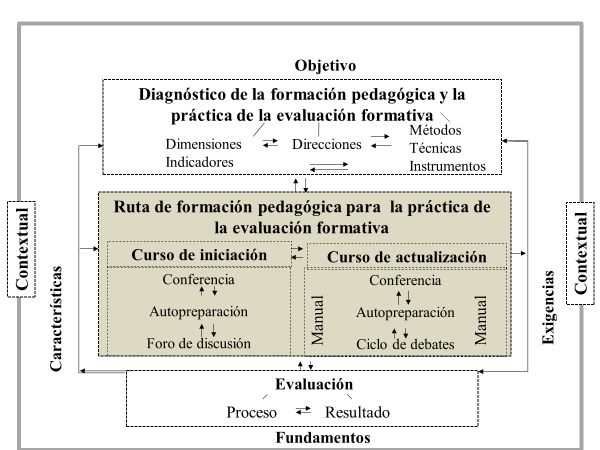 Objetivo
Diagnóstico de la formación pedagógica y la
práctica de la evaluación formativa
Dimensiones
Indicadores
Direcciones
Métodos
Técnicas
Instrumentos
Ruta de formación pedagógica para la práctica de
la evaluación formativa
Curso de iniciación
Conferencia
Autopreparación
Foro de discusión
Manual
Curso de actualización
Conferencia
Autopreparación
Ciclo de debates
Manual
Evaluación
Proceso
Resultado
Fundamentos
Contextual
Características
Exigencias
Contextual